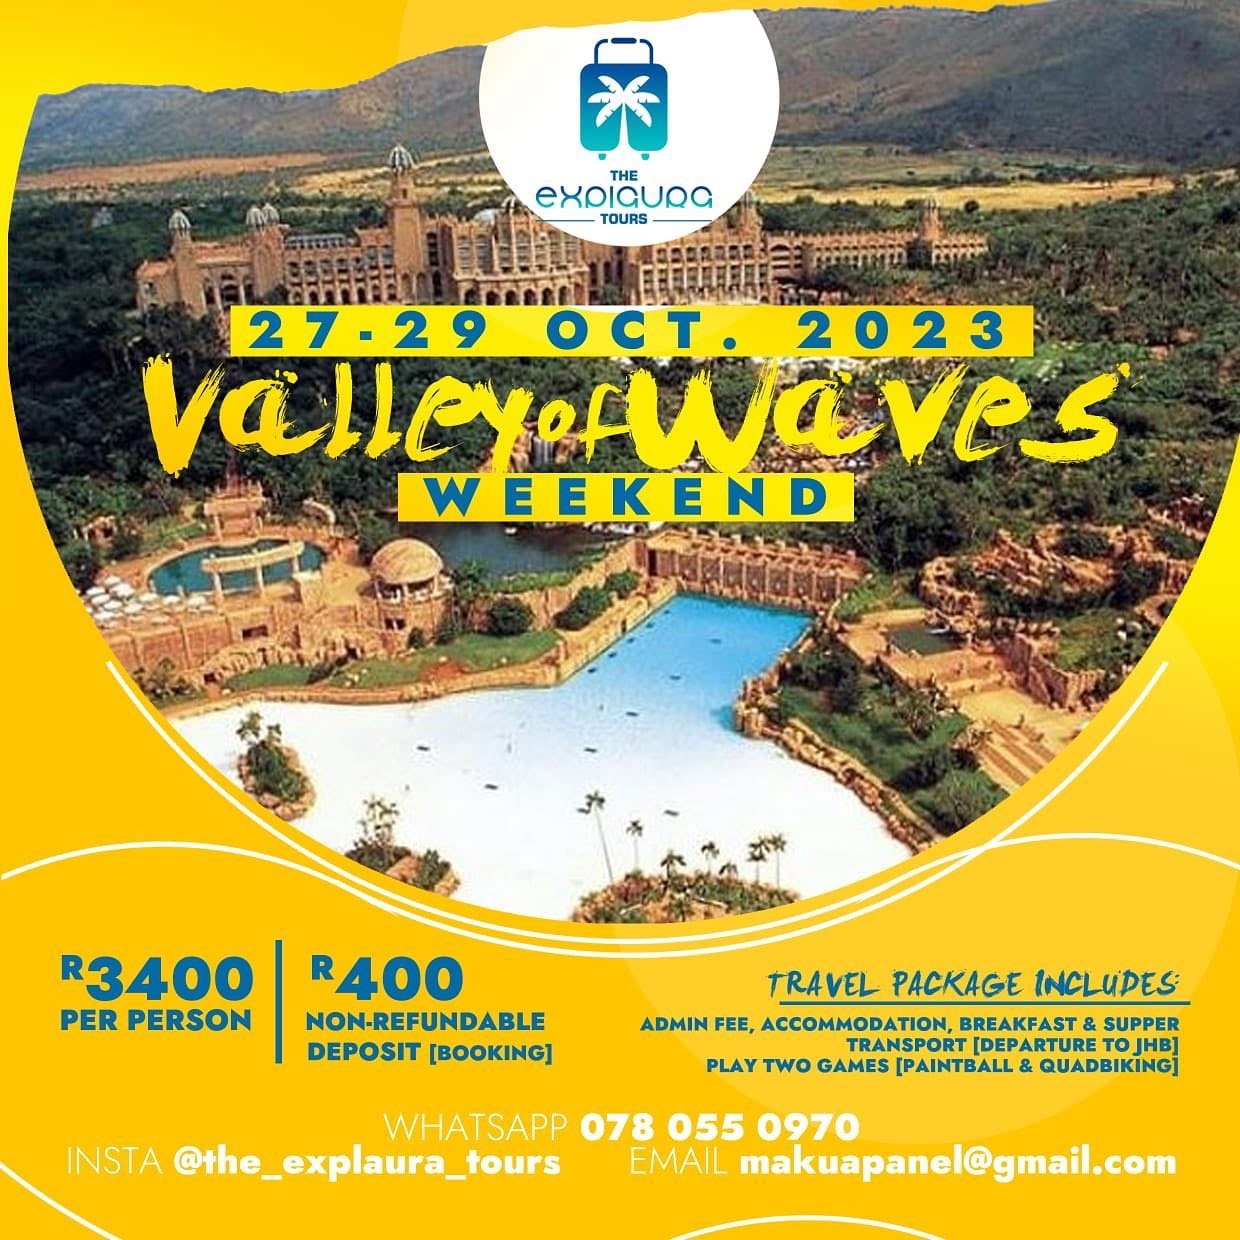 THE
explaura
TOURS
27-29 OCT. 2023
Valley of Waves
WEEKEND
R3400
PER PERSON
R400
NON-REFUNDABLE
DEPOSIT [BOOKING]
TRAVEL PACKAGE INCLUDES:
ADMIN FEE, ACCOMMODATION, BREAKFAST & SUPPER
TRANSPORT [DEPARTURE TO JHB]
PLAY TWO GAMES [PAINTBALL & QUADBIKING]
WHATSAPP 078 055 0970
INSTA @the_explaura_tours EMAIL makuapanel@gmail.com